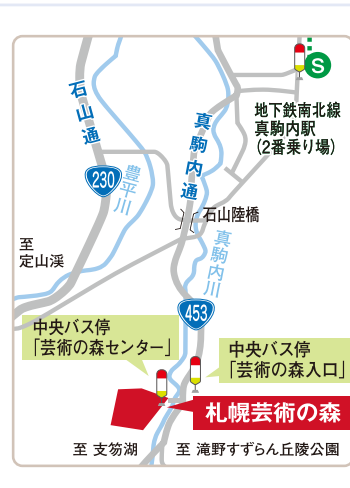 S
地下鉄南北線
真駒内駅
(2番乗り場)
石山通
真駒内通
230
豊平川
石山陸橋
真駒内川
至
定山渓
453
中央バス停
「芸術の森センター」
中央バス停
「芸術の森入口」
札幌芸術の森
至 支笏湖
至 滝野すずらん丘陵公園